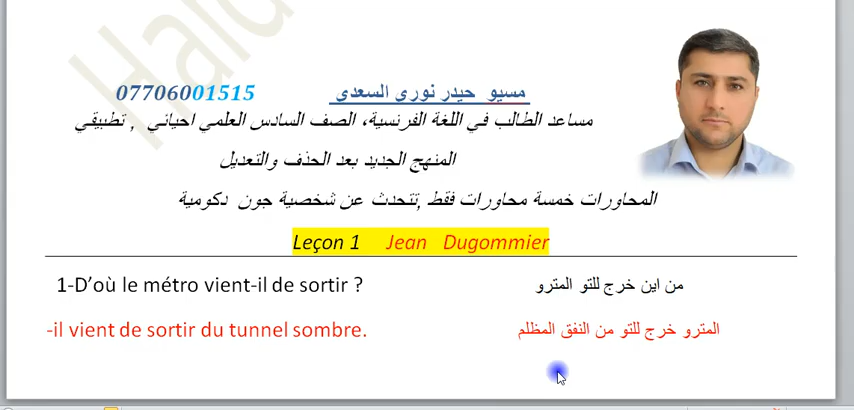 مسيو حيدر نوري السعدي 07706001515
مساعد الطالب في اللغة الفرنسية، الصف السادس العلمي احيائي , تطبيقي
المنهج الجديد بعد الحذف والتعديل
المحاورات خمسة محاورات فقط ,تتحدث عن شخصية جون دكومية
Leçon 1 Jean Dugommier
1-D’où le métro vient-il de sortir ? من اين خرج للتو المترو
-il vient de sortir du tunnel sombre. المترو خرج للتو من النفق المظلم